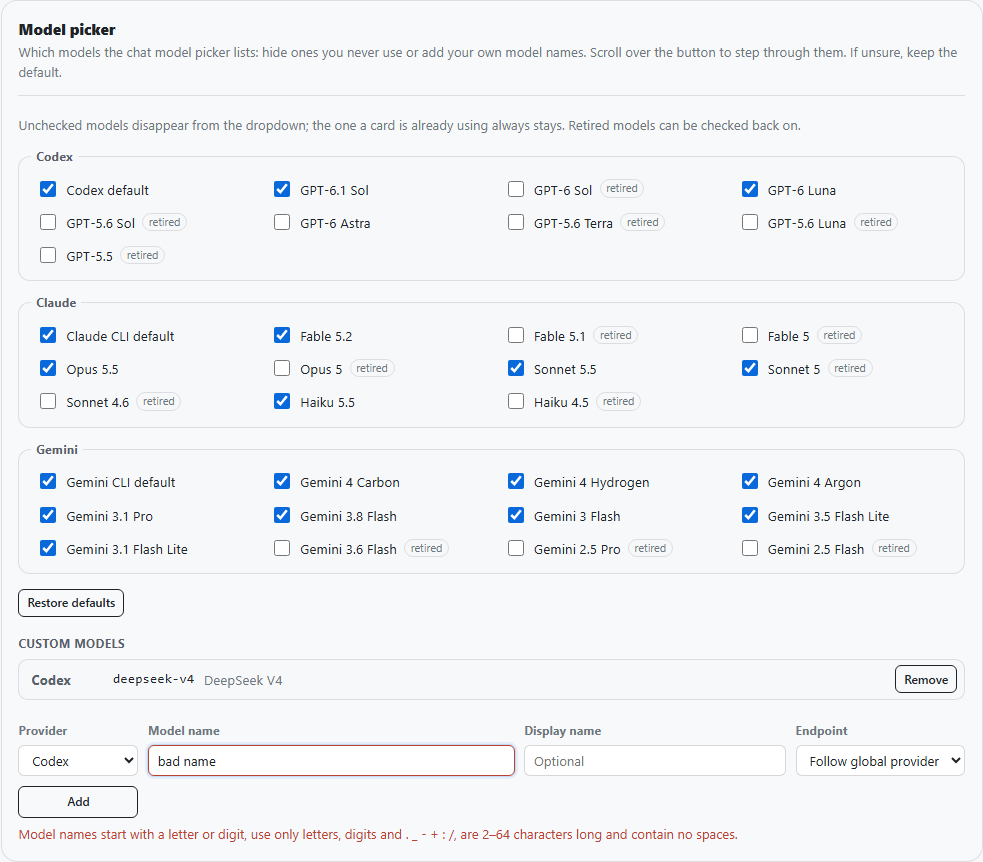 Model picker
Which models the chat model picker lists: hide ones you never use or add your own model names. Scroll over the button to step through them. If unsure, keep the
default.
Unchecked models disappear from the dropdown; the one a card is already using always stays. Retired models can be checked back on.
Codex
Codex default GPT-6.1 Sol GPT-6 Sol retired GPT-6 Luna
GPT-5.6 Sol retired GPT-6 Astra GPT-5.6 Terra retired GPT-5.6 Luna retired
GPT-5.5 retired
Claude
Claude CLI default Fable 5.2 Fable 5.1 retired Fable 5 retired
Opus 5.5 Opus 5 retired Sonnet 5.5 Sonnet 5 retired
Sonnet 4.6 retired Haiku 5.5 Haiku 4.5 retired
Gemini
Gemini CLI default Gemini 4 Carbon Gemini 4 Hydrogen Gemini 4 Argon
Gemini 3.1 Pro Gemini 3.8 Flash Gemini 3 Flash Gemini 3.5 Flash Lite
Gemini 3.1 Flash Lite Gemini 3.6 Flash retired Gemini 2.5 Pro retired Gemini 2.5 Flash retired
Restore defaults
CUSTOM MODELS
Codex deepseek-v4 DeepSeek V4 Remove
Provider Model name Display name Endpoint
Codex bad name Optional Follow global provider
Add
Model names start with a letter or digit, use only letters, digits and . _ - + : /, are 2–64 characters long and contain no spaces.